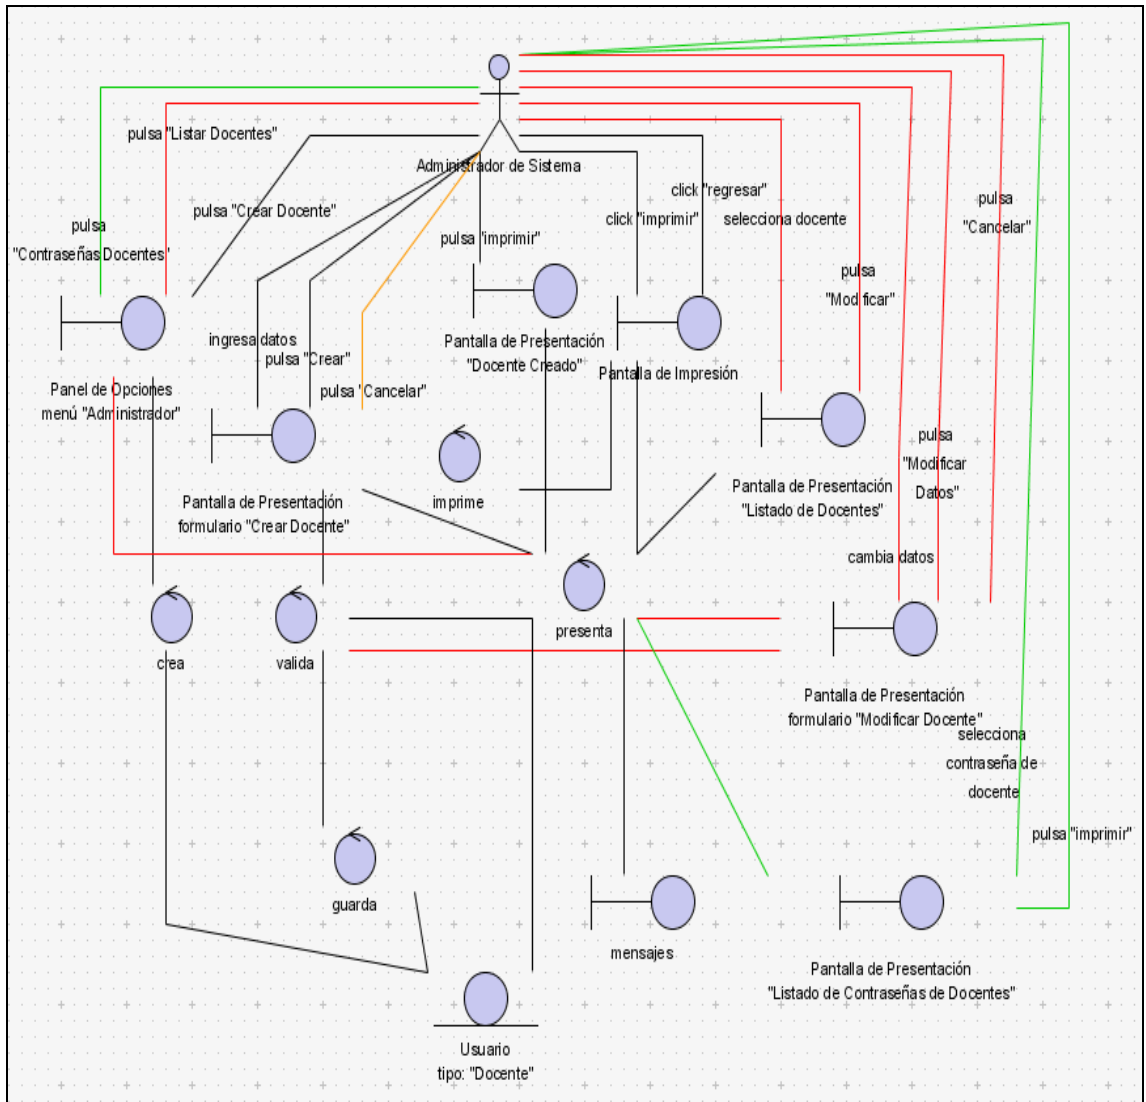 pulsa "Listar Docentes"
Administrador de Sistema
click "regresar"
pulsa "Crear Docente"
click "imprimir"
selecciona docente
pulsa
"Cancelar"
pulsa
"Contraseñas Docentes"
pulsa "imprimir"
pulsa
"Modificar"
ingresa datos
pulsa "Crear"
Pantalla de Presentación
"Docente Creado"
Pantalla de Impresión
Panel de Opciones
menú "Administrador"
pulsa "Cancelar"
pulsa
"Modificar
Datos"
Pantalla de Presentación
formulario "Crear Docente"
imprime
Pantalla de Presentación
"Listado de Docentes"
cambia datos
crea
valida
presenta
Pantalla de Presentación
formulario "Modificar Docente"
selecciona
contraseña de
docente
pulsa "imprimir"
guarda
mensajes
Pantalla de Presentación
"Listado de Contraseñas de Docentes"
Usuario
tipo: "Docente"